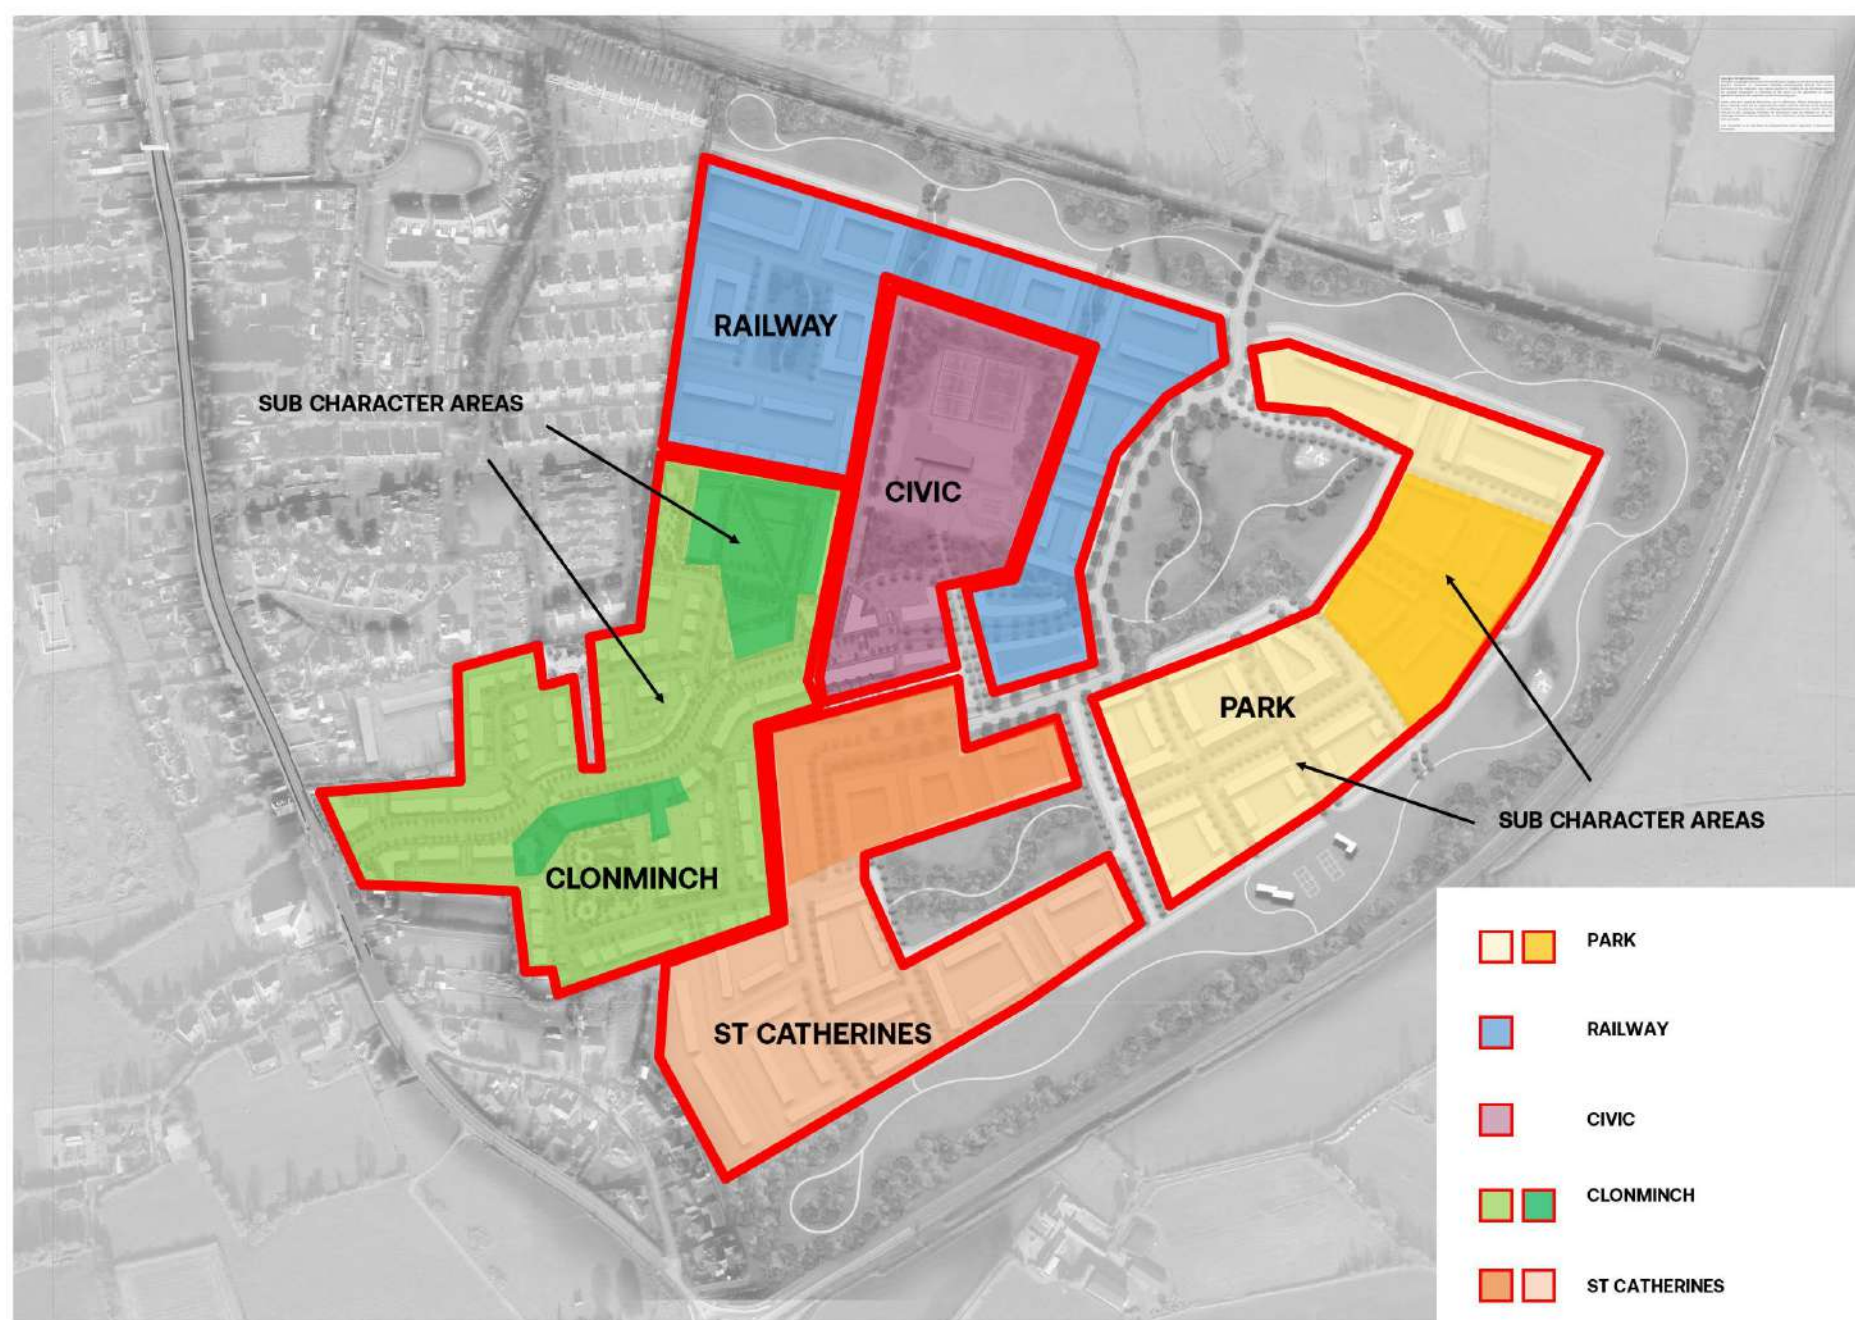 RAILWAY
SUB CHARACTER AREAS
CIVIC
PARK
SUB CHARACTER AREAS
CLONMINCH
ST CATHERINES
PARK
RAILWAY
CIVIC
CLONMINCH
ST CATHERINES